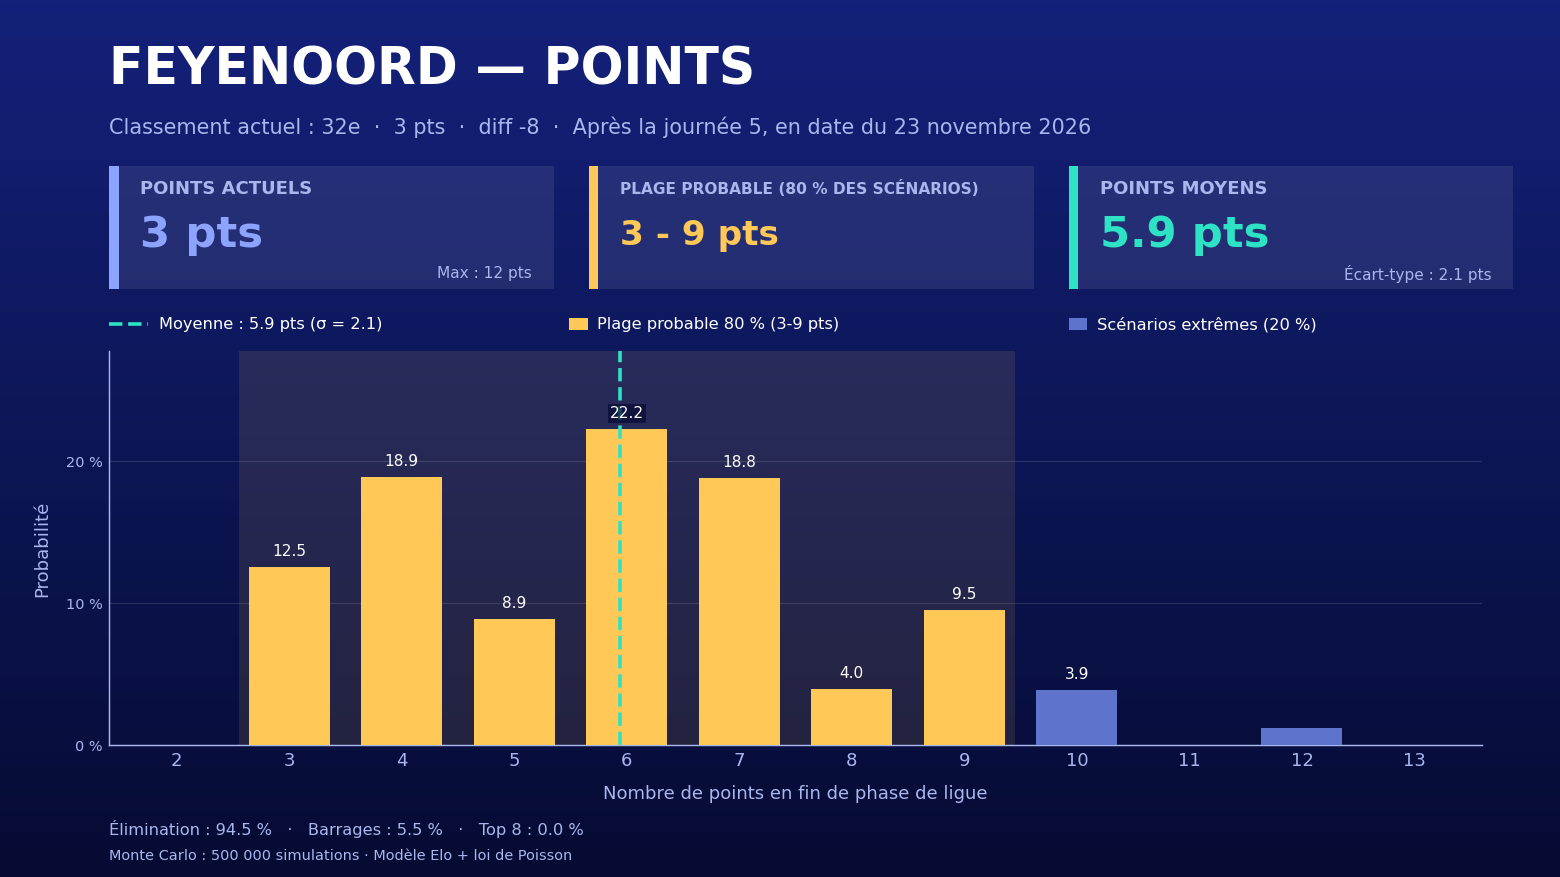 FEYENOORD — POINTS
Classement actuel : 32e · 3 pts · diff -8 · Après la journée 5, en date du 23 novembre 2026
POINTS ACTUELS
3 pts
Max : 12 pts
PLAGE PROBABLE (80 % DES SCÉNARIOS)
3 - 9 pts
POINTS MOYENS
5.9 pts
Écart-type : 2.1 pts
Moyenne : 5.9 pts (σ = 2.1)
Plage probable 80 % (3-9 pts)
Scénarios extrêmes (20 %)
Probabilité
20 %
10 %
0 %
12.5
18.9
8.9
22.2
18.8
4.0
9.5
3.9
2 3 4 5 6 7 8 9 10 11 12 13
Nombre de points en fin de phase de ligue
Élimination : 94.5 % · Barrages : 5.5 % · Top 8 : 0.0 %
Monte Carlo : 500 000 simulations · Modèle Elo + loi de Poisson